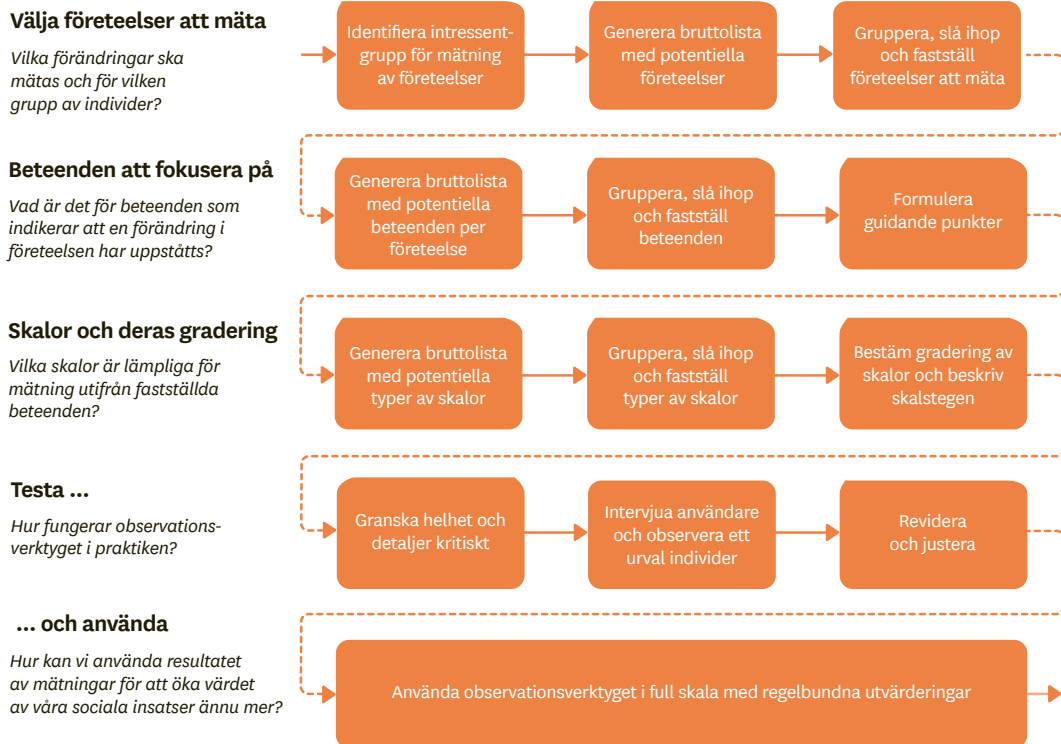 Välja företeelser att mäta
Vilka förändringar ska
mätas och för vilken
grupp av individer?
Identifiera intressent-
grupp för mätning
av företeelser
Generera bruttolista
med potentiella
företeelser
Gruppera, slå ihop
och fastställ
företeelser att mäta
Beteenden att fokusera på
Vad är det för beteenden som
indikerar att en förändring i
företeelsen har uppståtts?
Generera bruttolista
med potentiella
beteenden per
företeelse
Gruppera, slå ihop
och fastställ
beteenden
Formulera
guidande punkter
Skalor och deras gradering
Vilka skalor är lämpliga för
mätning utifrån fastställda
beteenden?
Generera bruttolista
med potentiella
typer av skalor
Gruppera, slå ihop
och fastställ
typer av skalor
Bestäm gradering av
skalor och beskriv
skalstegen
Testa ...
Hur fungerar observations-
verktyget i praktiken?
Granska helhet och
detaljer kritiskt
Intervjua användare
och observera ett
urval individer
Revidera
och justera
... och använda
Hur kan vi använda resultatet
av mätningar för att öka värdet
av våra sociala insatser ännu mer?
Använda observationsverktyget i full skala med regelbundna utvärderingar